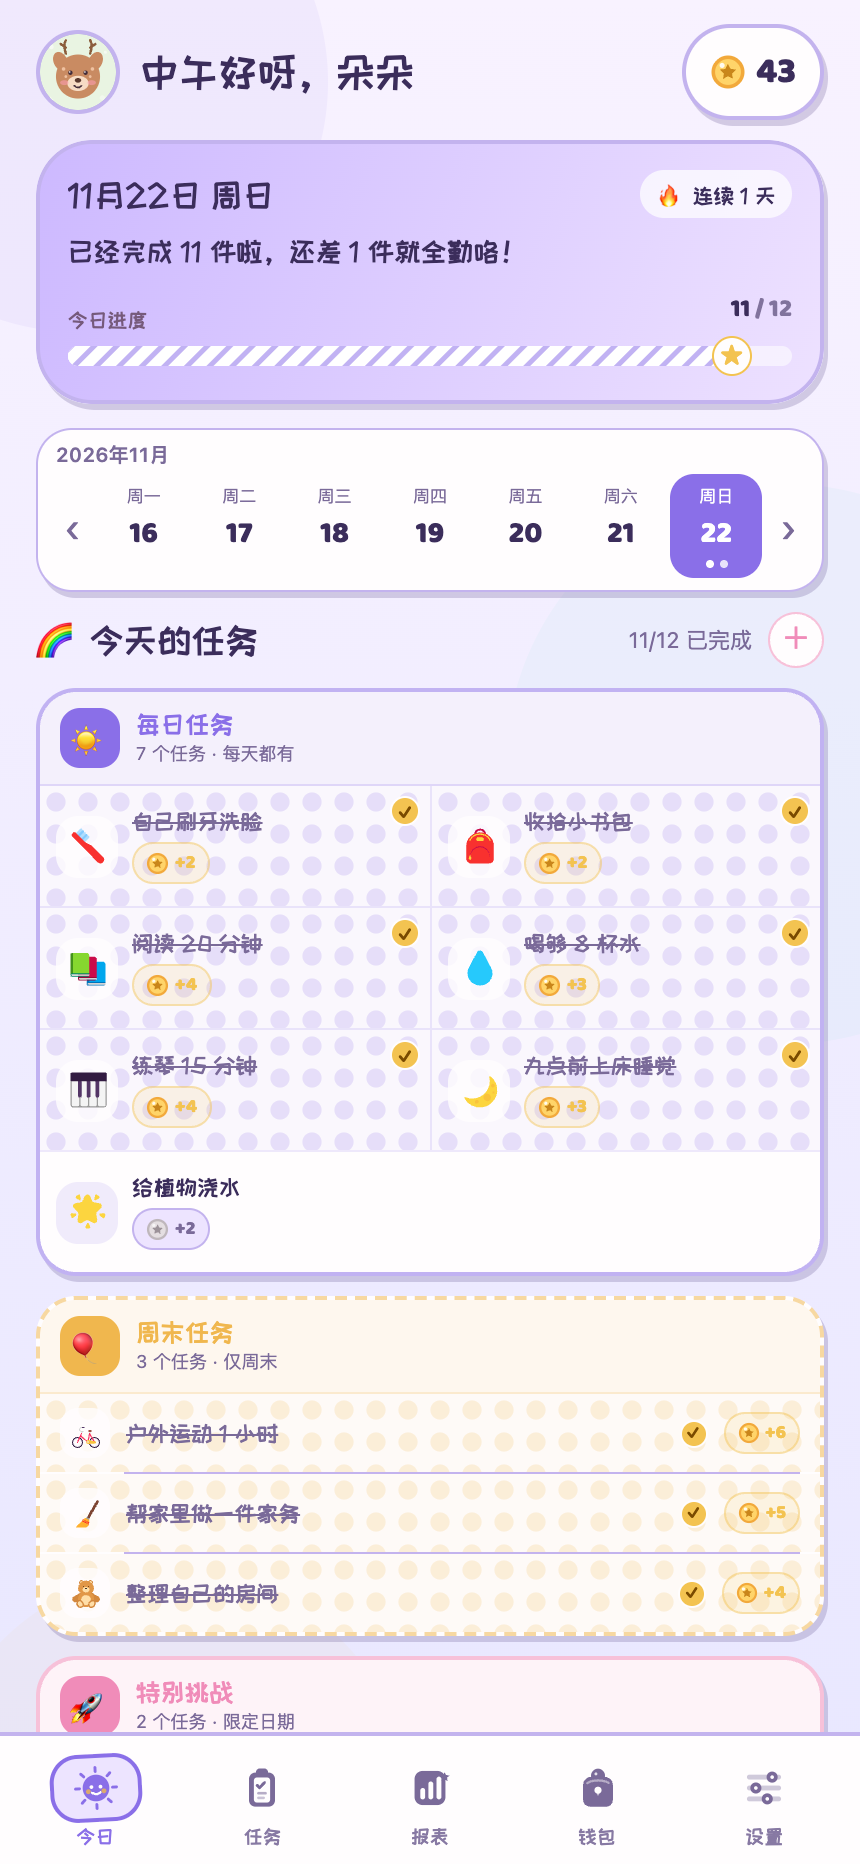 中午好呀，朵朵
43
11月22日 周日
连续 1 天
已经完成 11 件啦，还差 1 件就全勤咯！
今日进度
11 / 12
2026年11月
周一 周二 周三 周四 周五 周六 周日
‹ 16 17 18 19 20 21 22 ›
今天的任务
11/12 已完成
每日任务
7 个任务 · 每天都有
自己刷牙洗脸
+2
收拾小书包
+2
阅读 20 分钟
+4
喝够 8 杯水
+3
练琴 15 分钟
+4
九点前上床睡觉
+3
给植物浇水
+2
周末任务
3 个任务 · 仅周末
户外运动 1 小时
+6
帮家里做一件家务
+5
整理自己的房间
+4
特别挑战
2 个任务 · 限定日期
今日 任务 报表 钱包 设置